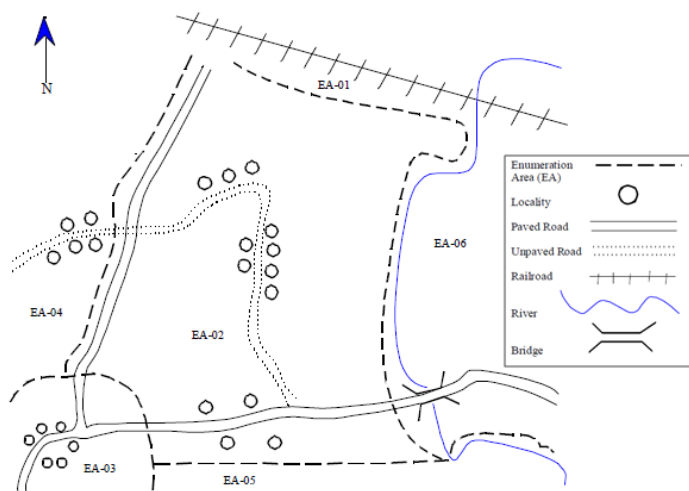 N
EA-01
EA-06
EA-04
EA-02
EA-03
EA-05
Enumeration
Area (EA)
Locality
Paved Road
Unpaved Road
Railroad
River
Bridge